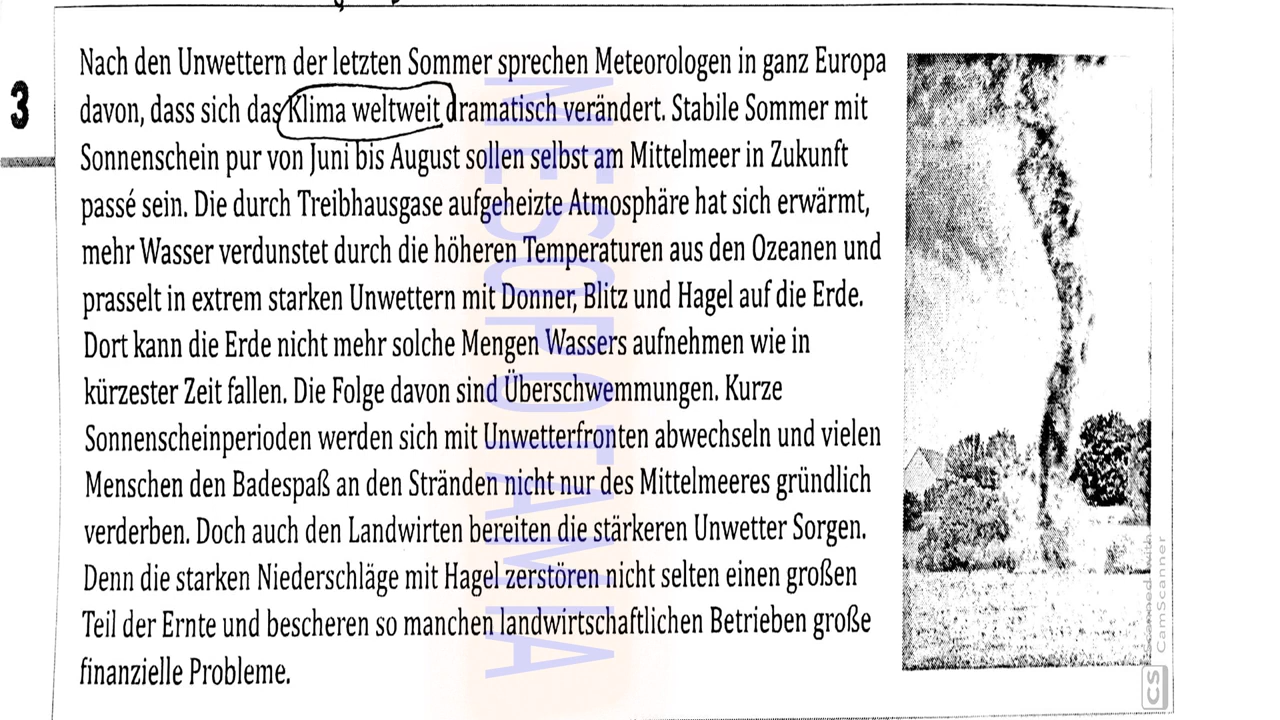 3
Nach den Unwettern der letzten Sommer sprechen Meteorologen in ganz Europa
davon, dass sich das Klima weltweit dramatisch verändert. Stabile Sommer mit
Sonnenschein pur von Juni bis August sollen selbst am Mittelmeer in Zukunft
passé sein. Die durch Treibhausgase aufgeheizte Atmosphäre hat sich erwärmt,
mehr Wasser verdunstet durch die höheren Temperaturen aus den Ozeanen und
prasselt in extrem starken Unwettern mit Donner, Blitz und Hagel auf die Erde.
Dort kann die Erde nicht mehr solche Mengen Wassers aufnehmen wie in
kürzester Zeit fallen. Die Folge davon sind Überschwemmungen. Kurze
Sonnenscheinperioden werden sich mit Unwetterfronten abwechseln und vielen
Menschen den Badespaß an den Stränden nicht nur des Mittelmeeres gründlich
verderben. Doch auch den Landwirten bereiten die stärkeren Unwetter Sorgen.
Denn die starken Niederschläge mit Hagel zerstören nicht selten einen großen
Teil der Ernte und bescheren so manchen landwirtschaftlichen Betrieben große
finanzielle Probleme.
MESOPOTAMIA
CS
Scanned with
CamScanner